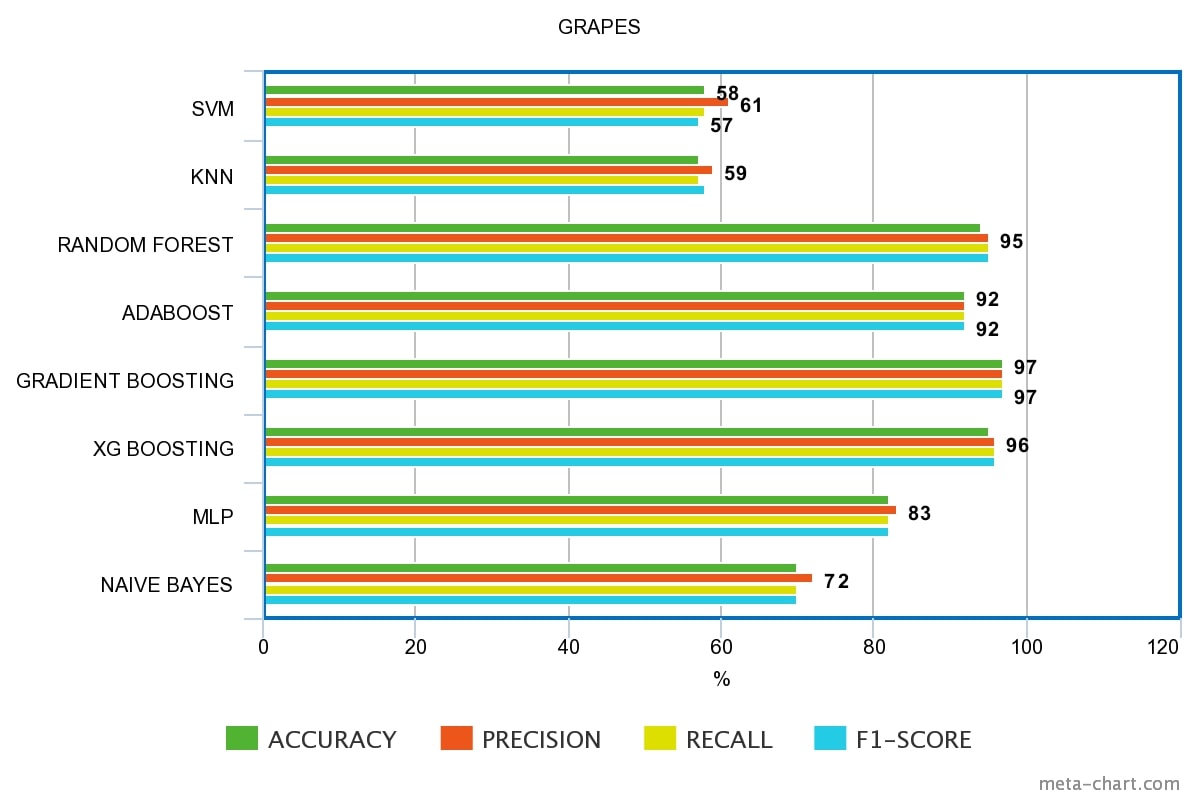 GRAPES
SVM
58
61
57
KNN
59
RANDOM FOREST
95
ADABOOST
92
92
GRADIENT BOOSTING
97
97
XG BOOSTING
96
MLP
83
NAIVE BAYES
72
0 20 40 60 80 100 120
%
ACCURACY PRECISION RECALL F1-SCORE
meta-chart.com